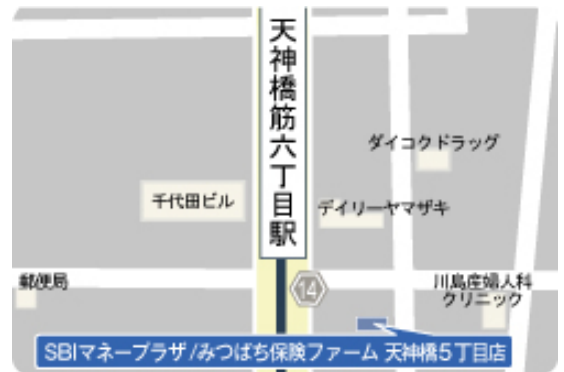 天神橋筋六丁目駅
ダイコクドラッグ
千代田ビル
デイリーヤマザキ
郵便局
14
川島産婦人科
クリニック
SBIマネープラザ/みつばち保険ファーム 天神橋5丁目店